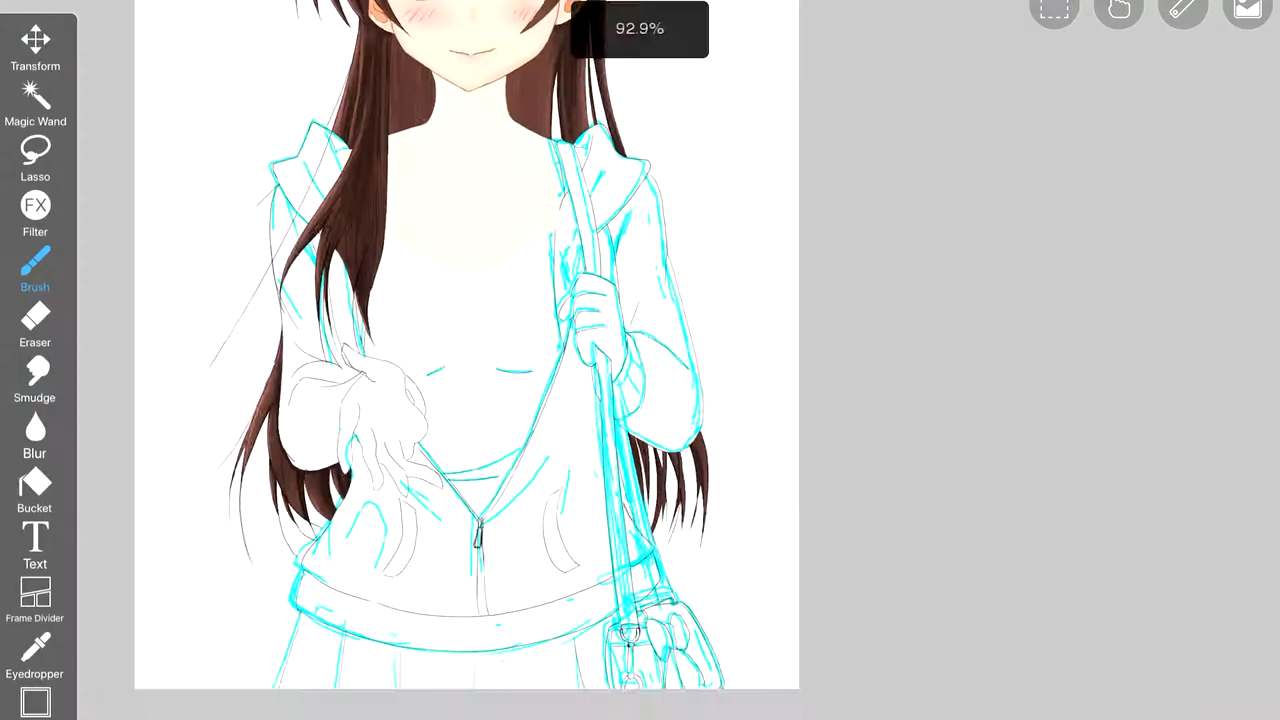 92.9%
Transform
Magic Wand
Lasso
FX
Filter
Brush
Eraser
Smudge
Blur
Bucket
T
Text
Frame Divider
Eyedropper